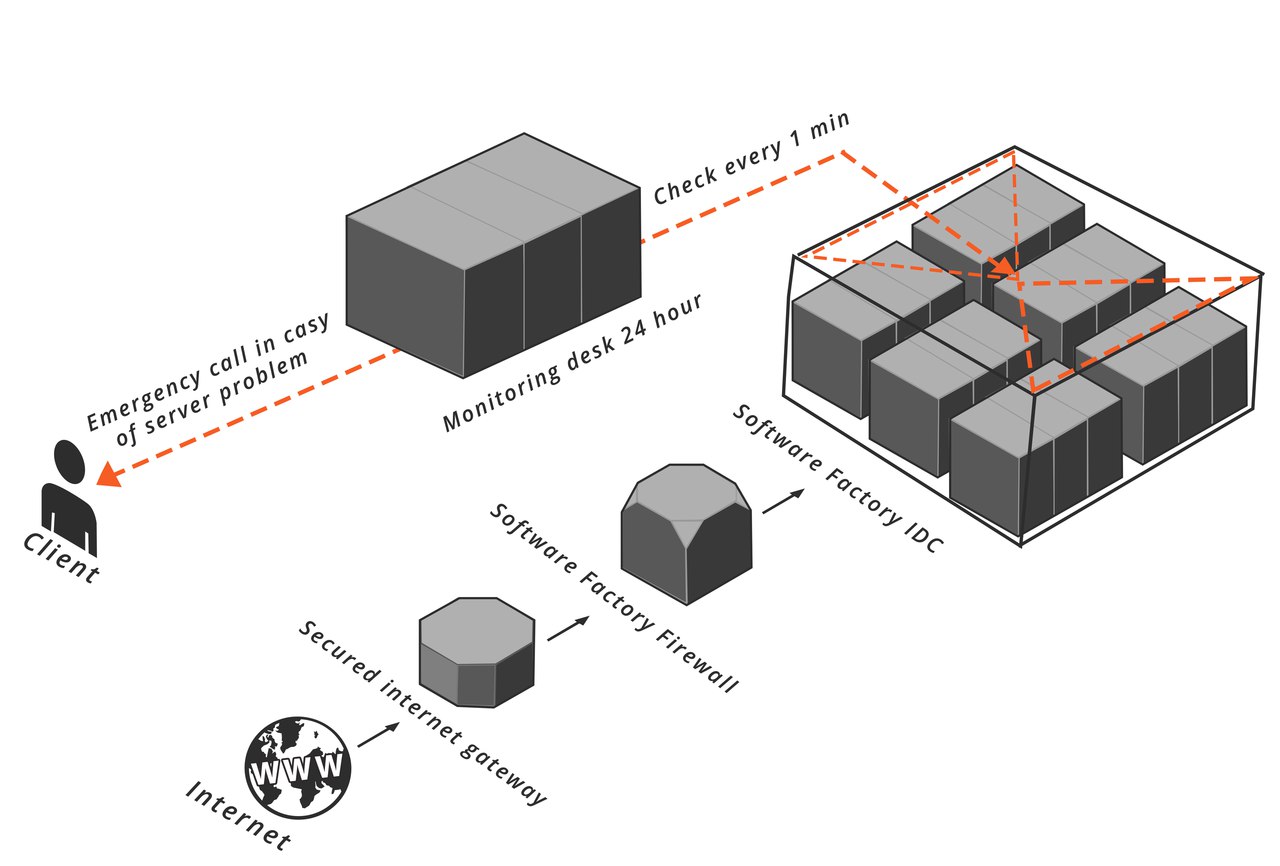 Check every 1 min
Emergency call in casy
of server problem
Monitoring desk 24 hour
Client
Software Factory IDC
Software Factory Firewall
Secured internet gateway
WWW
Internet